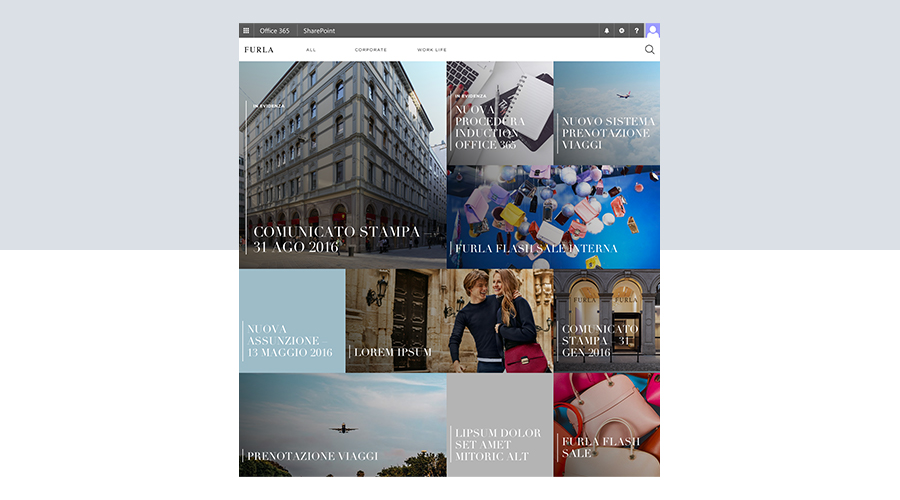 Office 365
SharePoint
?
FURLA
ALL
CORPORATE
WORK LIFE
IN EVIDENZA
COMUNICATO STAMPA –
31 AGO 2016
IN EVIDENZA
NUOVA
PROCEDURA
INDUCTION
OFFICE 365
NUOVO SISTEMA
PRENOTAZIONE
VIAGGI
FURLA FLASH SALE INTERNA
NUOVA
ASSUNZIONE –
13 MAGGIO 2016
LOREM IPSUM
FURLA
FURLA
COMUNICATO
STAMPA – 31
GEN 2016
PRENOTAZIONE VIAGGI
LIPSUM DOLOR
SET AMET
MITORIC ALT
FURLA FLASH
SALE